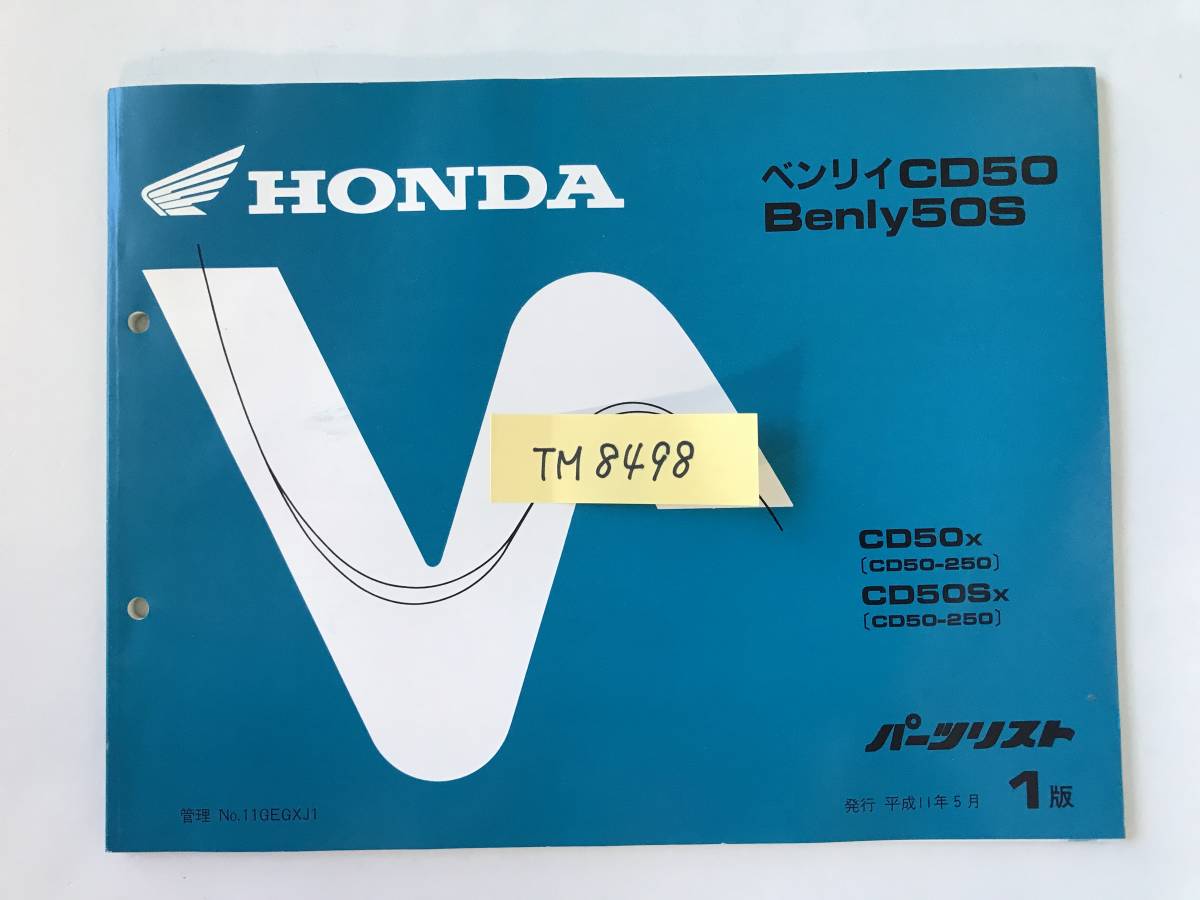 HONDA
ベンリイCD50
Benly50S
TM 8498
CD50X
〔CD50-250〕
CD50SX
〔CD50-250〕
パーツリスト
管理 No.11GEGXJ1
発行 平成11年5月 1版